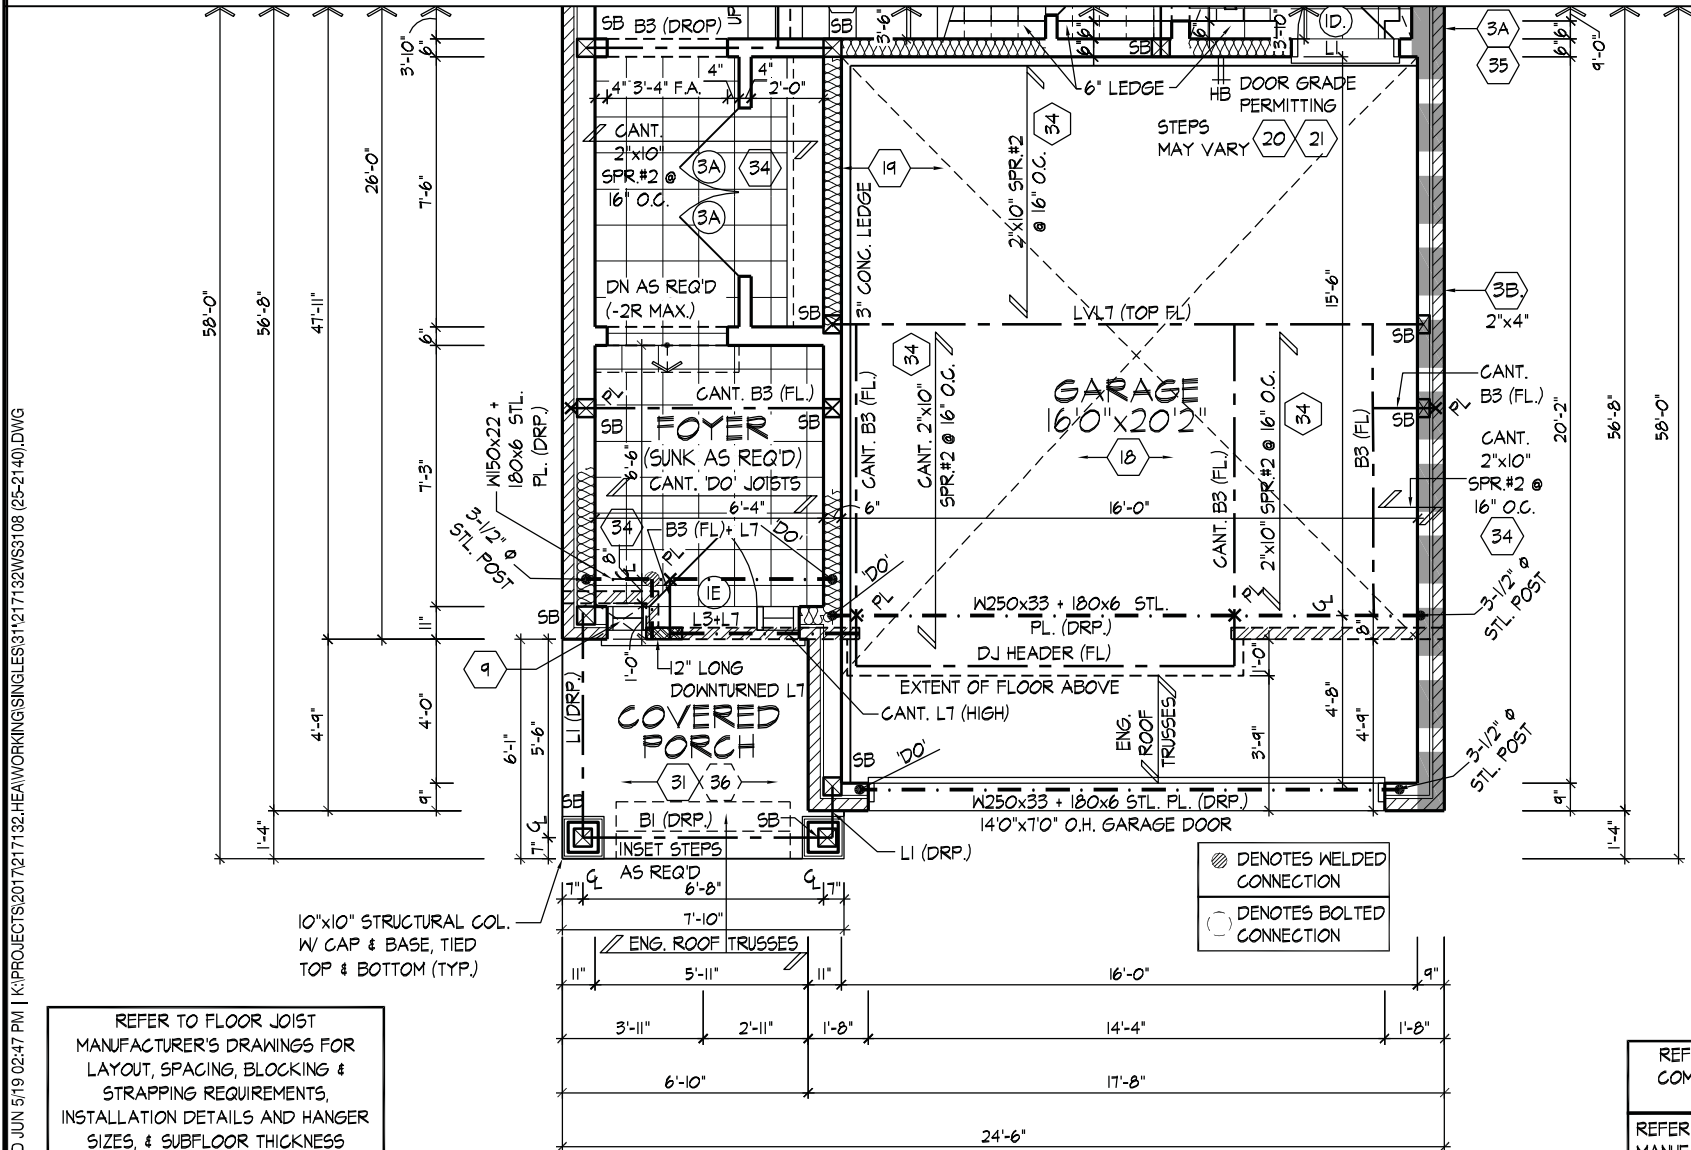 SB B3 (DROP)
UP
SB
3'-6"
6"
6"
SB
6"
3'-10"
1D.
L1
3A
35
6"
6"
9'-0"
3'-10"
6"
4"
4"
4" 3'-4" F.A.
2'-0"
6" LEDGE
HB
DOOR GRADE
PERMITTING
STEPS
MAY VARY
20
21
CANT.
2"x10"
SPR.#2 @
16" O.C.
3A
34
3A
19
2"x10" SPR.#2
@ 16" O.C.
34
3" CONC. LEDGE
26'-0"
7'-6"
DN AS REQ'D
(-2R MAX.)
SB
LVL7 (TOP FL)
15'-6"
SB
3B.
2"x4"
58'-0"
56'-8"
47'-11"
6"
PL
CANT. B3 (FL.)
SB
FOYER
(SUNK AS REQ'D)
CANT. 'DO' JOISTS
SB
6'-6"
6'-4"
6"
34
B3 (FL)+ L7
'DO'
8"
C
L
PL
CANT. B3 (FL.)
34
CANT. 2"x10"
SPR.#2 @ 16" O.C.
GARAGE
16'0"x20'2"
18
16'-0"
CANT. B3 (FL.)
2"x10" SPR.#2 @ 16" O.C.
34
B3 (FL)
SB
PL
CANT.
B3 (FL.)
CANT.
2"x10"
SPR.#2 @
16" O.C.
34
20'-2"
56'-8"
58'-0"
W150x22 +
180x6 STL.
PL. (DRP.)
7'-3"
3-1/2" Ø
STL. POST
3-1/2" Ø
STL. POST
'DO'
PL
PL
CL
W250x33 + 180x6 STL.
PL. (DRP.)
DJ HEADER (FL)
EXTENT OF FLOOR ABOVE
CANT. L7 (HIGH)
1E
L3+L7
SB
11"
9
1'-0"
12" LONG
DOWNTURNED L7
COVERED
PORCH
31
36
L1 (DRP.)
SB
B1 (DRP.)
SB
INSET STEPS
AS REQ'D
L1 (DRP.)
SB
'DO'
ENG.
ROOF
TRUSSES
1'-0"
8"
3'-9"
4'-8"
4'-9"
3-1/2" Ø
STL. POST
W250x33 + 180x6 STL. PL. (DRP.)
14'0"x7'0" O.H. GARAGE DOOR
4'-9"
4'-0"
9"
1'-4"
6'-1"
5'-6"
7"
CL
9"
1'-4"
DENOTES WELDED
CONNECTION
DENOTES BOLTED
CONNECTION
7"
CL
6'-8"
CL
7"
7'-10"
10"x10" STRUCTURAL COL.
W/ CAP & BASE, TIED
TOP & BOTTOM (TYP.)
ENG. ROOF TRUSSES
11"
5'-11"
11"
16'-0"
9"
3'-11"
2'-11"
1'-8"
14'-4"
1'-8"
6'-10"
17'-8"
24'-6"
REFER TO FLOOR JOIST
MANUFACTURER'S DRAWINGS FOR
LAYOUT, SPACING, BLOCKING &
STRAPPING REQUIREMENTS,
INSTALLATION DETAILS AND HANGER
SIZES, & SUBFLOOR THICKNESS
REF
COM
REFER
D JUN 5/19 02:47 PM | K:\PROJECTS\2017\217132.HEA\WORKING\SINGLES\31'\217132WS3108 (25-2140).DWG